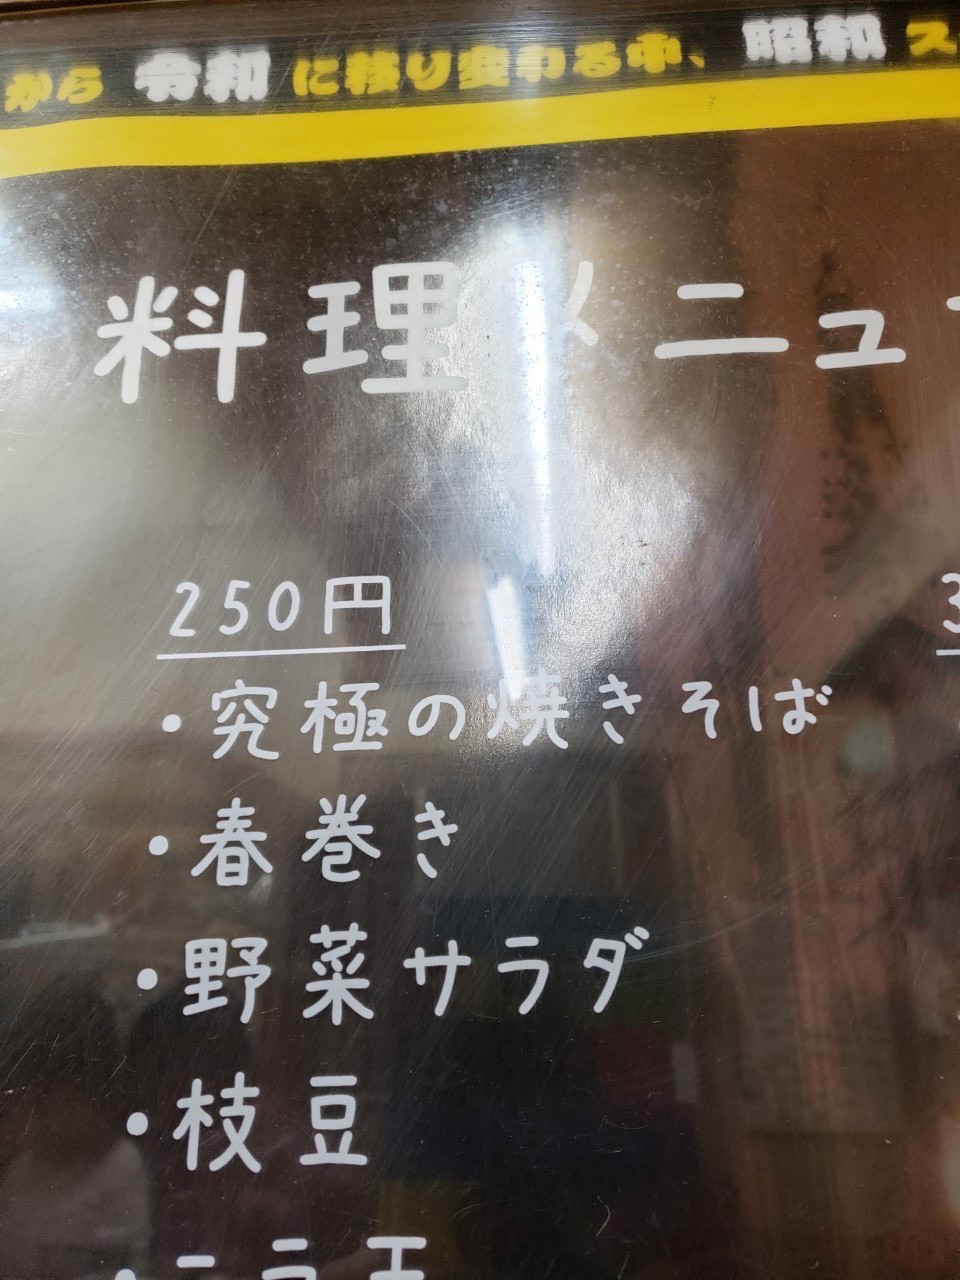 から 令和 に移り変わる中、昭和 ス
料理メニュ
250円
・究極の焼きそば
・春巻き
・野菜サラダ
・枝豆